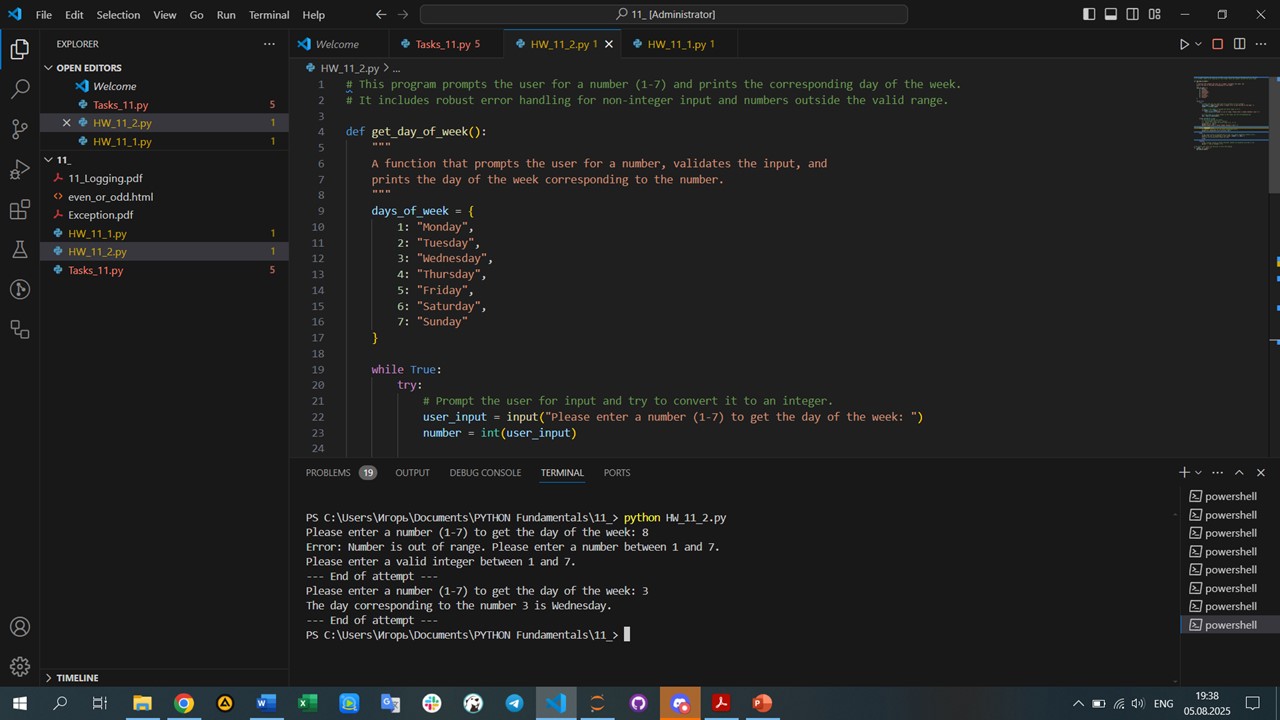 File Edit Selection View Go Run Terminal Help
11_ [Administrator]
EXPLORER
OPEN EDITORS
Welcome
Tasks_11.py 5
HW_11_2.py 1
HW_11_1.py 1
11_
11_Logging.pdf
even_or_odd.html
Exception.pdf
HW_11_1.py 1
HW_11_2.py 1
Tasks_11.py 5
TIMELINE
Welcome
Tasks_11.py 5
HW_11_2.py 1
HW_11_1.py 1
HW_11_2.py > ...
1 # This program prompts the user for a number (1-7) and prints the corresponding day of the week.
2 # It includes robust error handling for non-integer input and numbers outside the valid range.
3
4 def get_day_of_week():
5 """
6 A function that prompts the user for a number, validates the input, and
7 prints the day of the week corresponding to the number.
8 """
9 days_of_week = {
10 1: "Monday",
11 2: "Tuesday",
12 3: "Wednesday",
13 4: "Thursday",
14 5: "Friday",
15 6: "Saturday",
16 7: "Sunday"
17 }
18
19 while True:
20 try:
21 # Prompt the user for input and try to convert it to an integer.
22 user_input = input("Please enter a number (1-7) to get the day of the week: ")
23 number = int(user_input)
24
PROBLEMS 19 OUTPUT DEBUG CONSOLE TERMINAL PORTS
PS C:\Users\Игорь\Documents\PYTHON Fundamentals\11_> python HW_11_2.py
Please enter a number (1-7) to get the day of the week: 8
Error: Number is out of range. Please enter a number between 1 and 7.
Please enter a valid integer between 1 and 7.
--- End of attempt ---
Please enter a number (1-7) to get the day of the week: 3
The day corresponding to the number 3 is Wednesday.
--- End of attempt ---
PS C:\Users\Игорь\Documents\PYTHON Fundamentals\11_>
powershell
powershell
powershell
powershell
powershell
powershell
powershell
powershell
ENG
19:38
05.08.2025